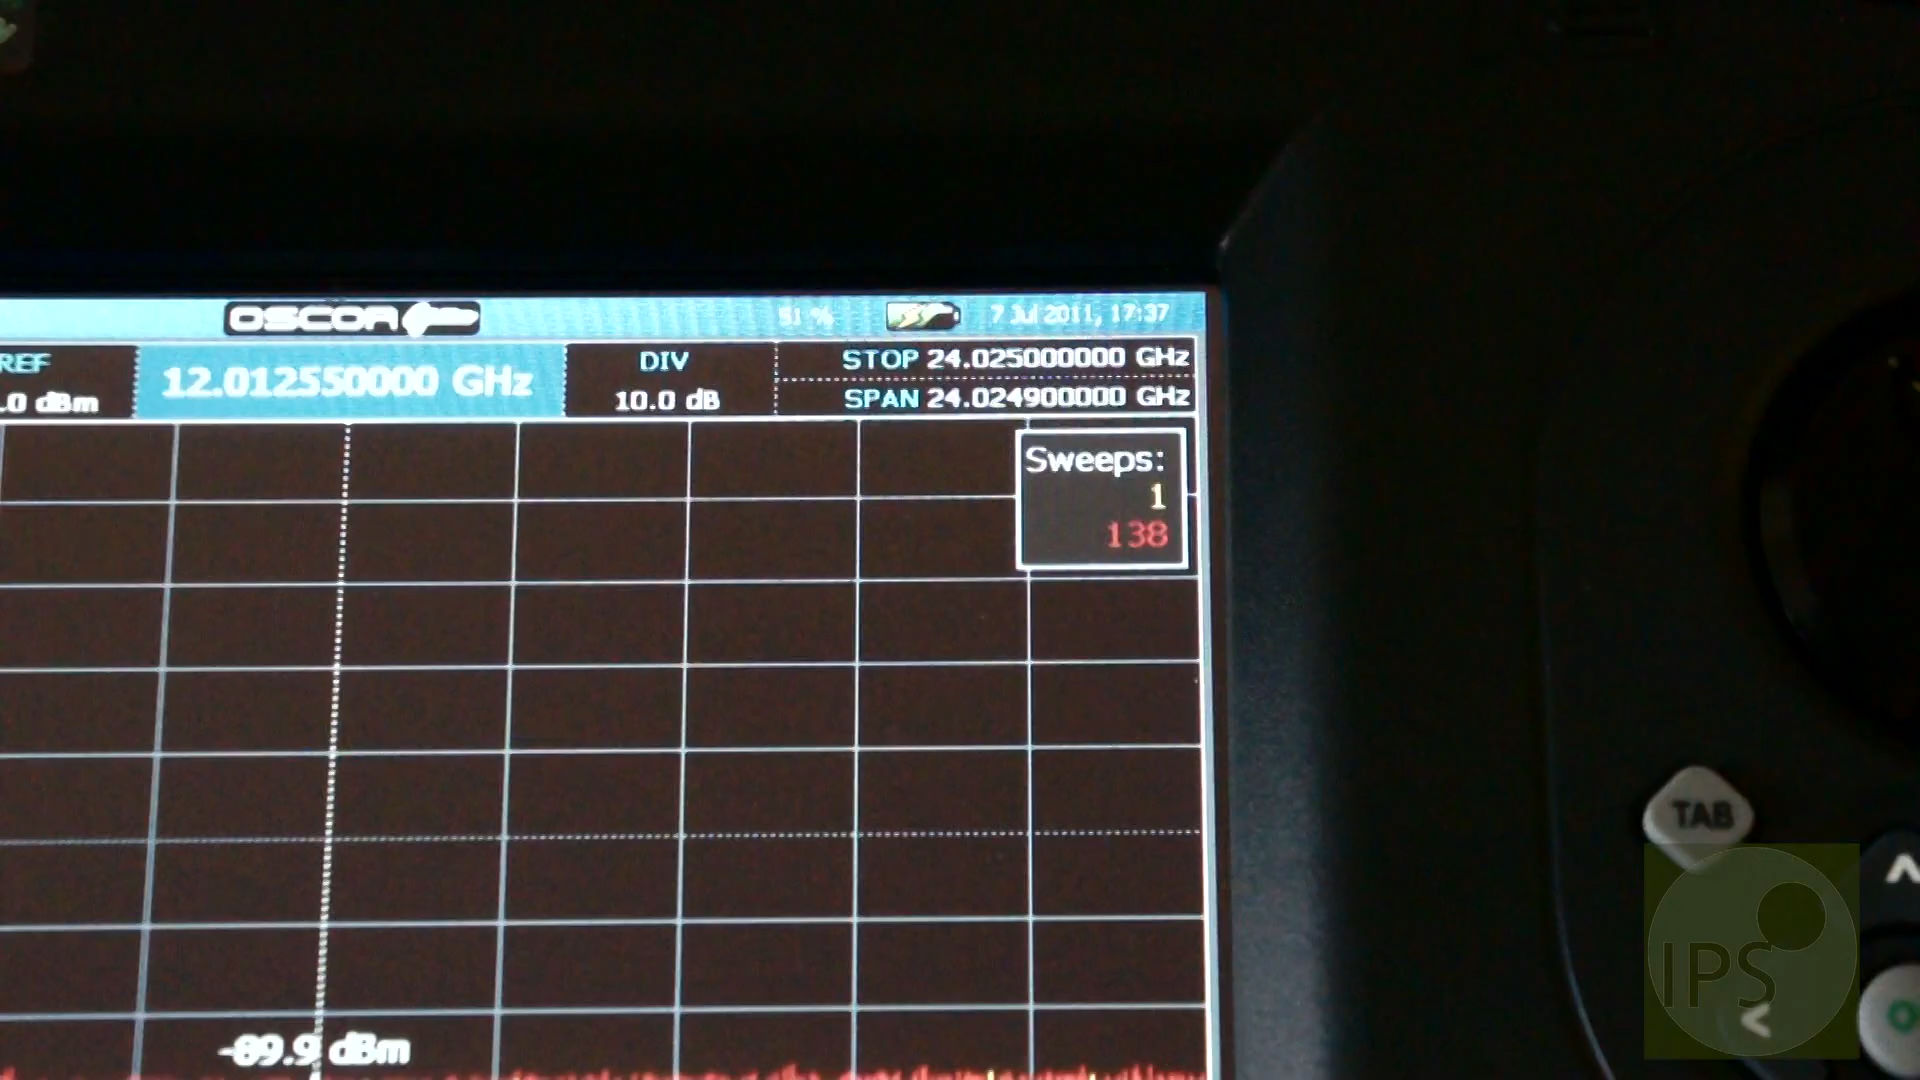 OSCOR 51 % 7 Jul 2011, 17:37
REF
.0 dBm
12.012550000 GHz
DIV
10.0 dB
STOP 24.025000000 GHz
SPAN 24.024900000 GHz
Sweeps:
1
138
-89.9 dBm
TAB
IPS